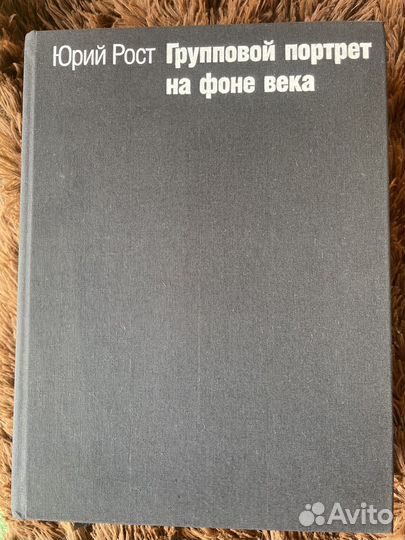 Юрий Рост Групповой портрет
на фоне века
Avito